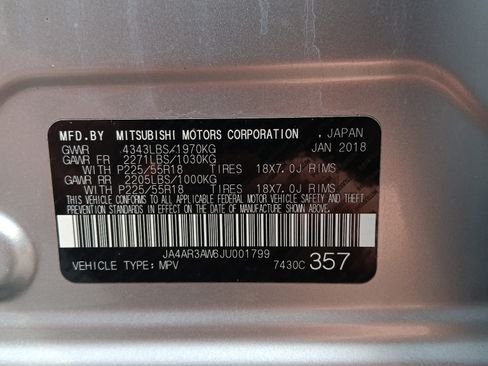 MFD.BY MITSUBISHI MOTORS CORPORATION . JAPAN
GVWR 4343LBS/1970KG JAN 2018
GAWR FR 2271LBS/1030KG
WITH P225/55R18 TIRES 18X7.0J RIMS
GAWR RR 2205LBS/1000KG
WITH P225/55R18 TIRES 18X7.0J RIMS
THIS VEHICLE CONFORMS TO ALL APPLICABLE U.S. FEDERAL MOTOR VEHICLE SAFETY, BUMPER AND THEFT
PREVENTION STANDARDS IN EFFECT ON THE DATE OF MANUFACTURE SHOWN ABOVE.
JA4AR3AW6JU001799
VEHICLE TYPE: MPV 7430C 357